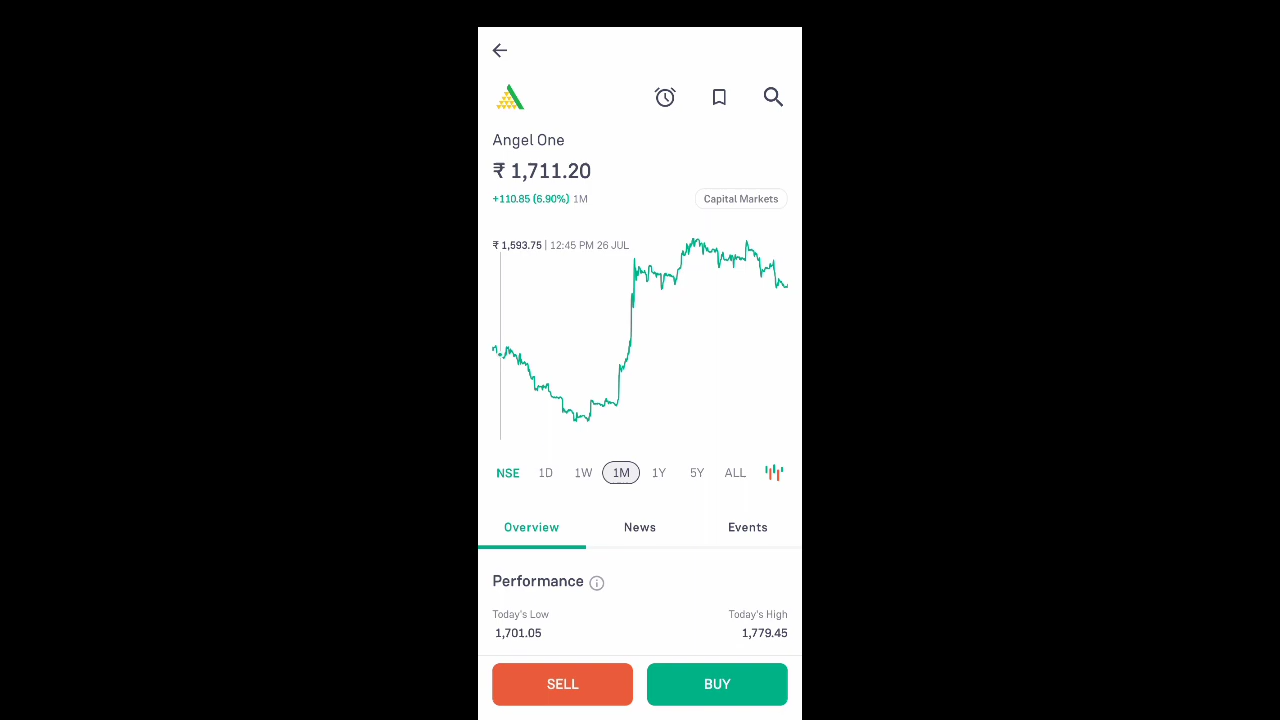 Angel One
₹ 1,711.20
+110.85 (6.90%) 1M
Capital Markets
₹ 1,593.75 | 12:45 PM 26 JUL
NSE 1D 1W 1M 1Y 5Y ALL
Overview News Events
Performance
Today's Low Today's High
1,701.05 1,779.45
SELL BUY